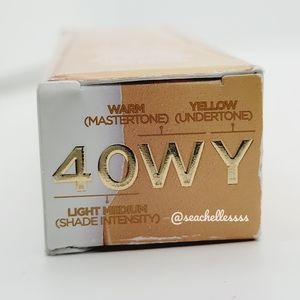 WARM YELLOW
(MASTERTONE) (UNDERTONE)
40WY
LIGHT MEDIUM
(SHADE INTENSITY)
@seachellessss